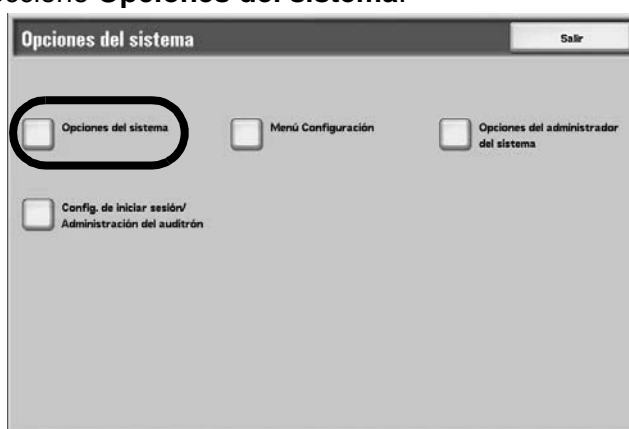 Opciones del sistema.
Opciones del sistema
Salir
Opciones del sistema
Menú Configuración
Opciones del administrador
del sistema
Config. de iniciar sesión/
Administración del auditrón